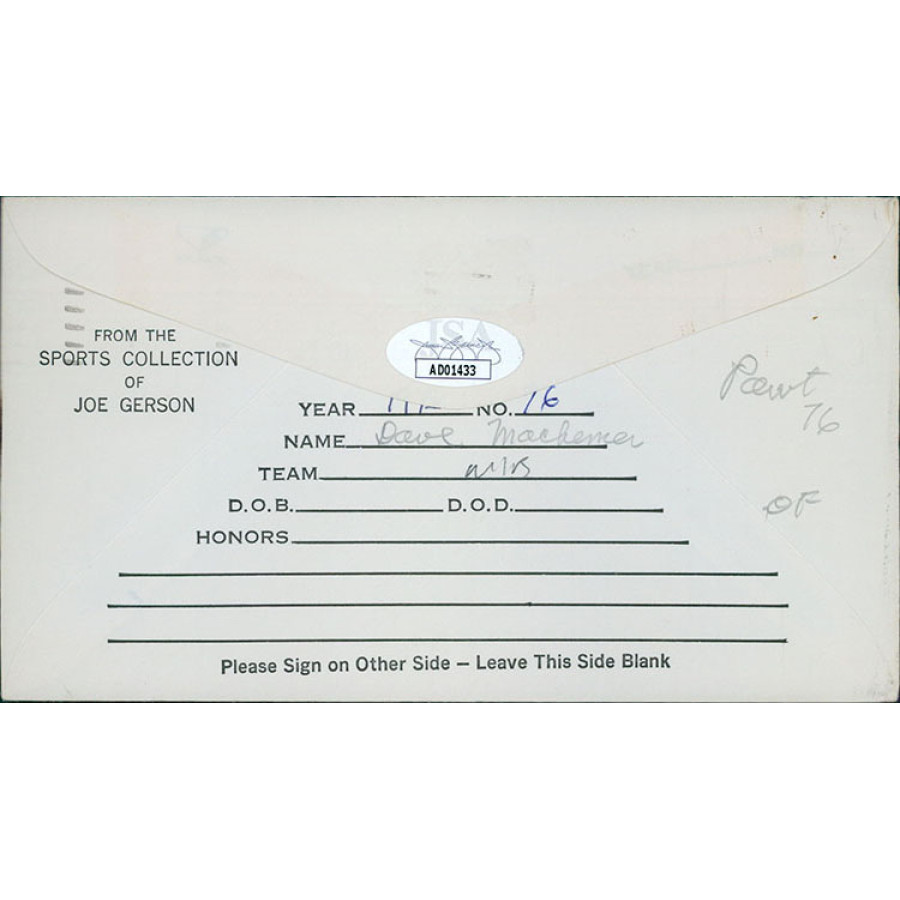 JSA
AD01433
FROM THE
SPORTS COLLECTION
OF
JOE GERSON
YEAR NO. 16
NAME Dave Machemer
TEAM
D.O.B. D.O.D.
HONORS
Pawt
76
OF
Please Sign on Other Side – Leave This Side Blank